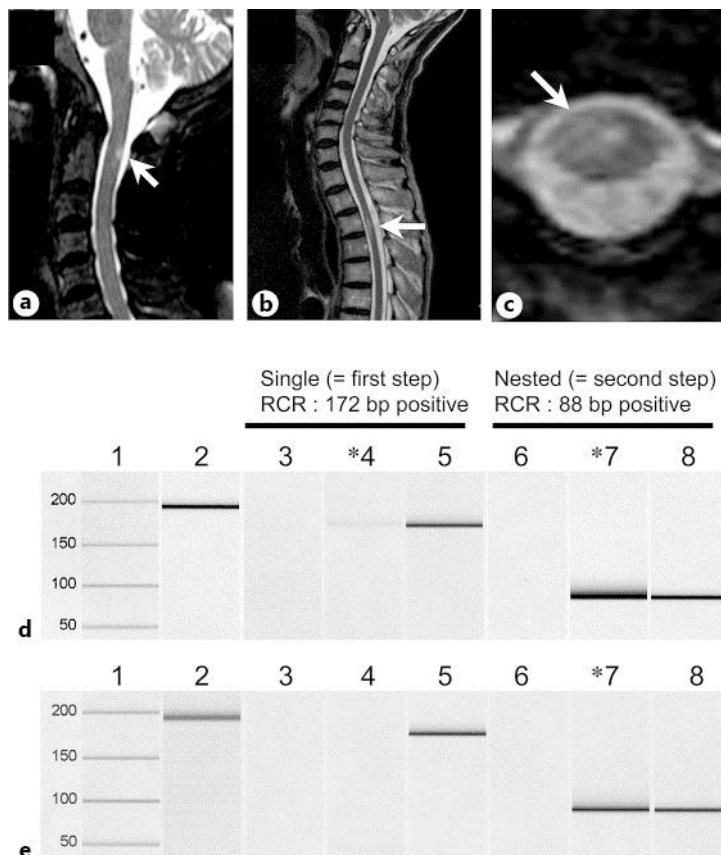 a
b
c
Single (= first step)
RCR : 172 bp positive
Nested (= second step)
RCR : 88 bp positive
1 2 3 *4 5 6 *7 8
200
150
100
50
d
1 2 3 4 5 6 *7 8
200
150
100
50
e